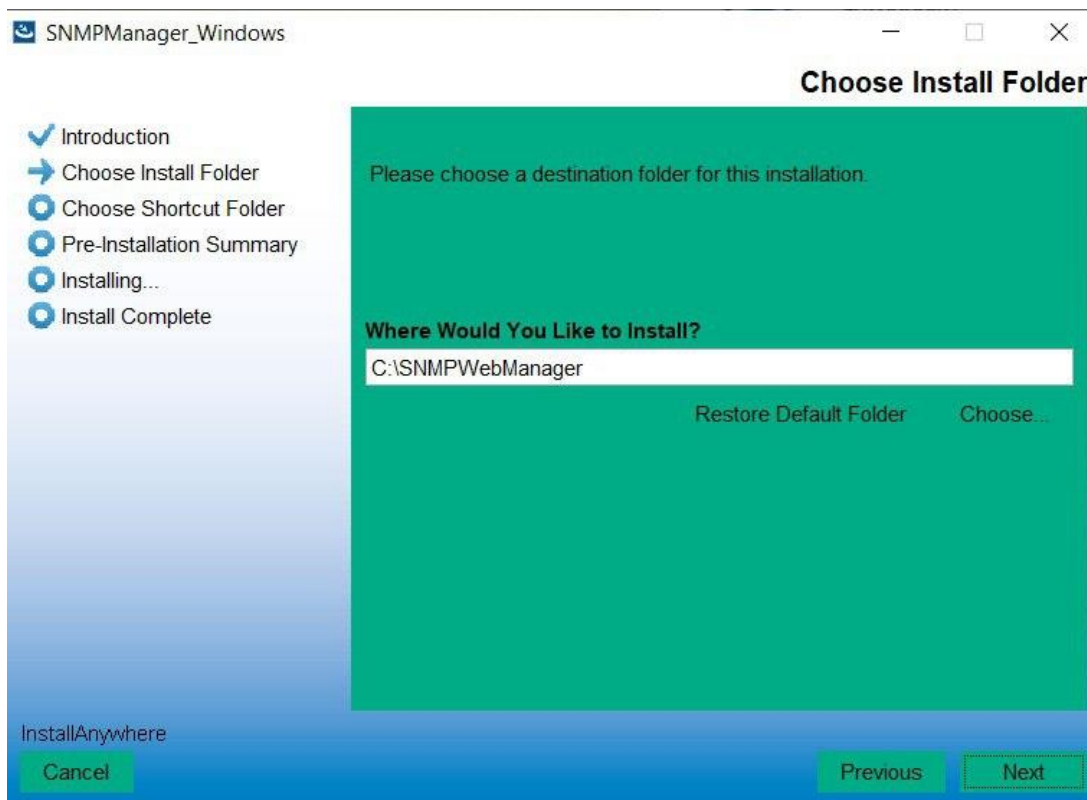 SNMPManager_Windows
Choose Install Folder
Introduction
Choose Install Folder
Choose Shortcut Folder
Pre-Installation Summary
Installing...
Install Complete
Please choose a destination folder for this installation.
Where Would You Like to Install?
C:\SNMPWebManager
Restore Default Folder Choose...
InstallAnywhere
Cancel Previous Next